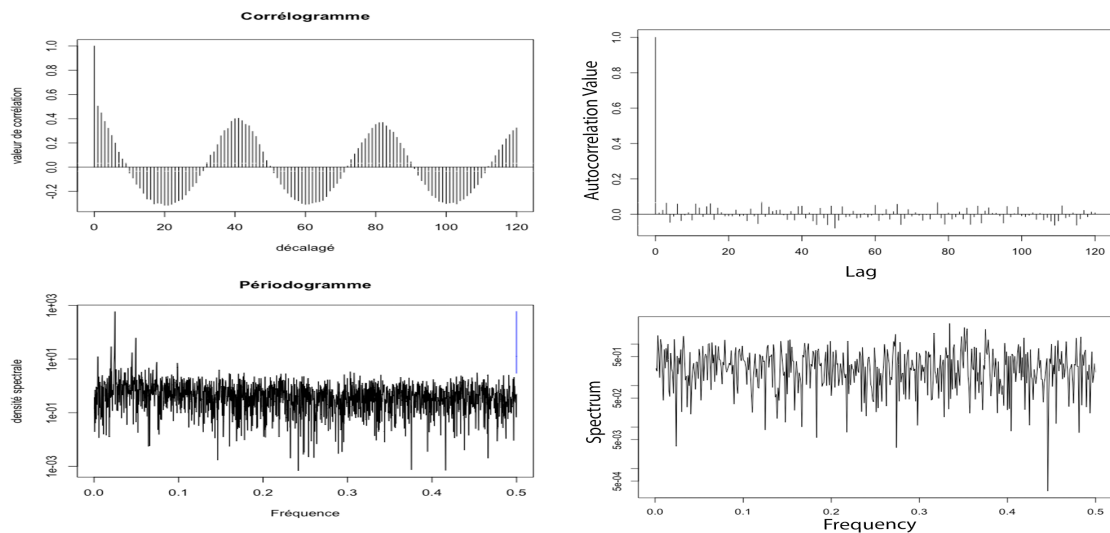 Corrélogramme
valeur de corrélation
1.0
0.8
0.6
0.4
0.2
0.0
-0.2
0 20 40 60 80 100 120
décalagé
Autocorrelation Value
1.0
0.8
0.6
0.4
0.2
0.0
0 20 40 60 80 100 120
Lag
Périodogramme
densité spectrale
1e+03
1e+01
1e-01
1e-03
0.0 0.1 0.2 0.3 0.4 0.5
Fréquence
Spectrum
5e-01
5e-02
5e-03
5e-04
0.0 0.1 0.2 0.3 0.4 0.5
Frequency